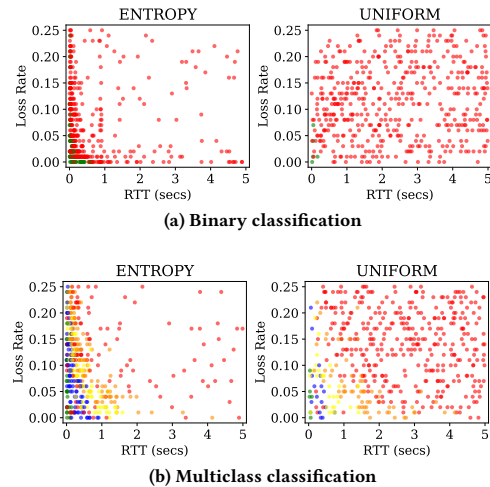 ENTROPY UNIFORM
Loss Rate
0.25
0.20
0.15
0.10
0.05
0.00
0 1 2 3 4 5
RTT (secs)
Loss Rate
0.25
0.20
0.15
0.10
0.05
0.00
0 1 2 3 4 5
RTT (secs)
(a) Binary classification
ENTROPY UNIFORM
Loss Rate
0.25
0.20
0.15
0.10
0.05
0.00
0 1 2 3 4 5
RTT (secs)
Loss Rate
0.25
0.20
0.15
0.10
0.05
0.00
0 1 2 3 4 5
RTT (secs)
(b) Multiclass classification